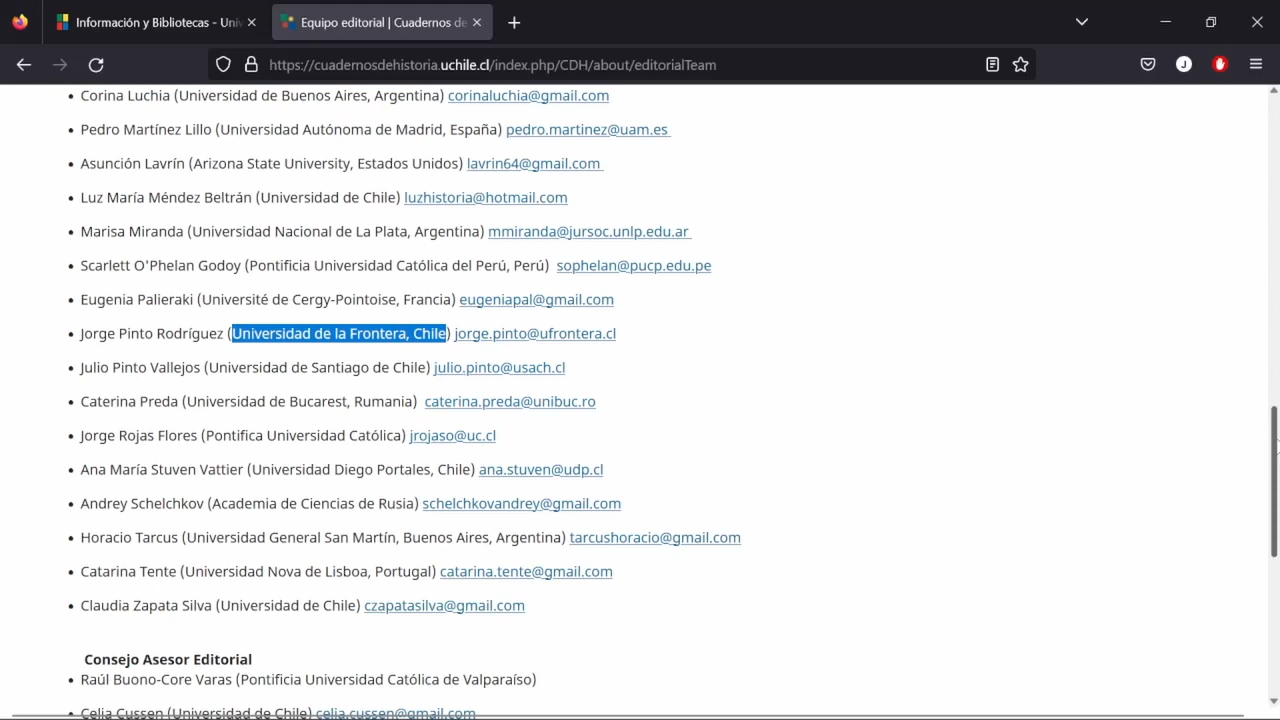 Información y Bibliotecas - Univ
Equipo editorial | Cuadernos de
https://cuadernosdehistoria.uchile.cl/index.php/CDH/about/editorialTeam
J
• Corina Luchia (Universidad de Buenos Aires, Argentina) corinaluchia@gmail.com
• Pedro Martínez Lillo (Universidad Autónoma de Madrid, España) pedro.martinez@uam.es
• Asunción Lavrín (Arizona State University, Estados Unidos) lavrin64@gmail.com
• Luz María Méndez Beltrán (Universidad de Chile) luzhistoria@hotmail.com
• Marisa Miranda (Universidad Nacional de La Plata, Argentina) mmiranda@jursoc.unlp.edu.ar
• Scarlett O'Phelan Godoy (Pontificia Universidad Católica del Perú, Perú) sophelan@pucp.edu.pe
• Eugenia Palieraki (Université de Cergy-Pointoise, Francia) eugeniapal@gmail.com
• Jorge Pinto Rodríguez (Universidad de la Frontera, Chile) jorge.pinto@ufrontera.cl
• Julio Pinto Vallejos (Universidad de Santiago de Chile) julio.pinto@usach.cl
• Caterina Preda (Universidad de Bucarest, Rumania) caterina.preda@unibuc.ro
• Jorge Rojas Flores (Pontifica Universidad Católica) jrojaso@uc.cl
• Ana María Stuven Vattier (Universidad Diego Portales, Chile) ana.stuven@udp.cl
• Andrey Schelchkov (Academia de Ciencias de Rusia) schelchkovandrey@gmail.com
• Horacio Tarcus (Universidad General San Martín, Buenos Aires, Argentina) tarcushoracio@gmail.com
• Catarina Tente (Universidad Nova de Lisboa, Portugal) catarina.tente@gmail.com
• Claudia Zapata Silva (Universidad de Chile) czapatasilva@gmail.com
Consejo Asesor Editorial
• Raúl Buono-Core Varas (Pontificia Universidad Católica de Valparaíso)
• Celia Cussen (Universidad de Chile) celia.cussen@gmail.com